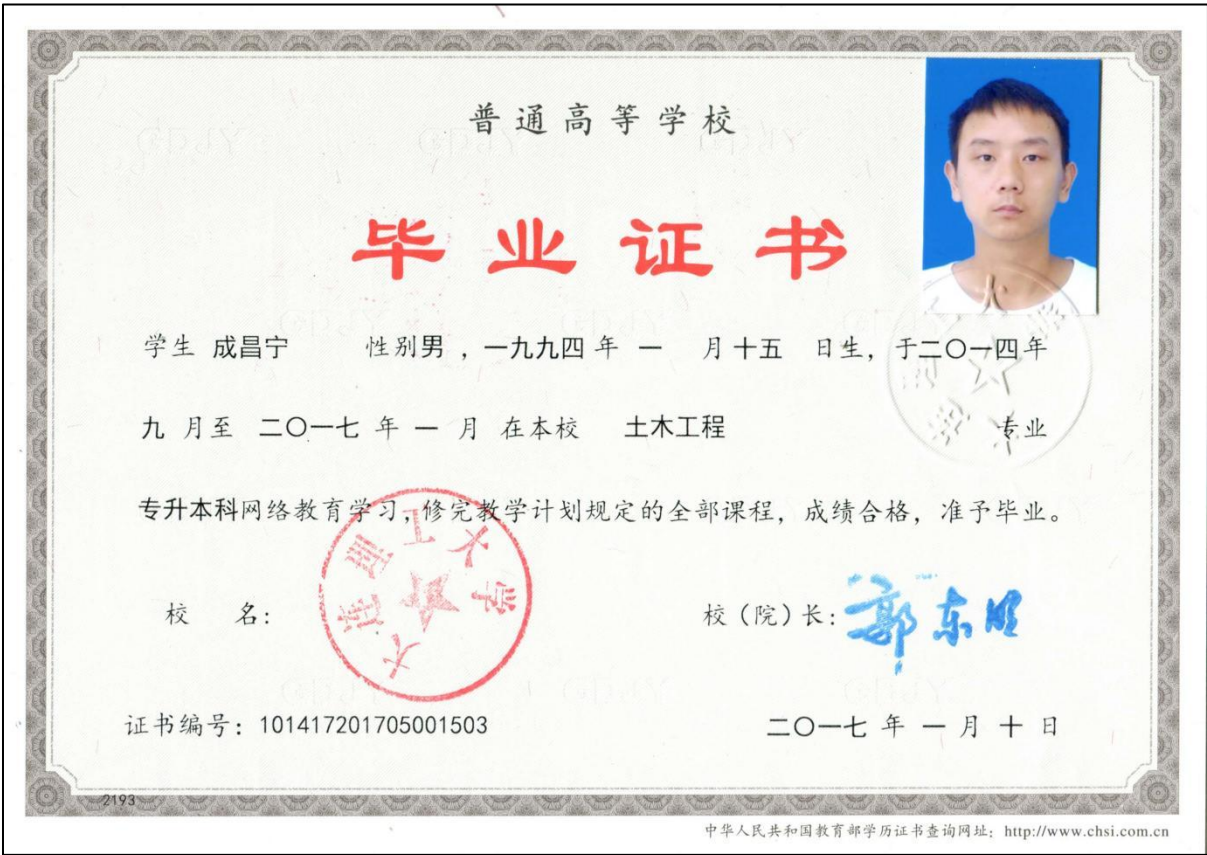 普通高等学校
毕业证书
学生 成昌宁 性别男 ，一九九四 年 一 月十五 日生，于二〇一四年
九 月至 二〇一七 年 一 月 在本校 土木工程 专业
专升本科网络教育学习，修完教学计划规定的全部课程，成绩合格，准予毕业。
校 名：
大连理工大学
校（院）长：郭东明
证书编号：101417201705001503
二〇一七 年 一 月 十 日
2193
中华人民共和国教育部学历证书查询网址：http://www.chsi.com.cn